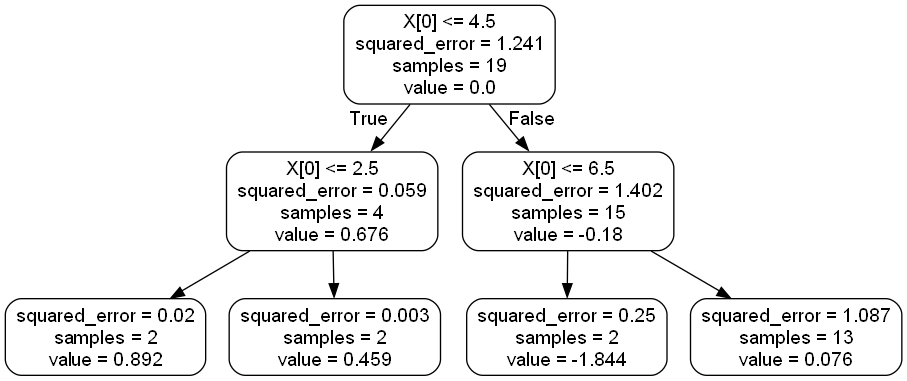 X[0] <= 4.5
squared_error = 1.241
samples = 19
value = 0.0
True
False
X[0] <= 2.5
squared_error = 0.059
samples = 4
value = 0.676
X[0] <= 6.5
squared_error = 1.402
samples = 15
value = -0.18
squared_error = 0.02
samples = 2
value = 0.892
squared_error = 0.003
samples = 2
value = 0.459
squared_error = 0.25
samples = 2
value = -1.844
squared_error = 1.087
samples = 13
value = 0.076